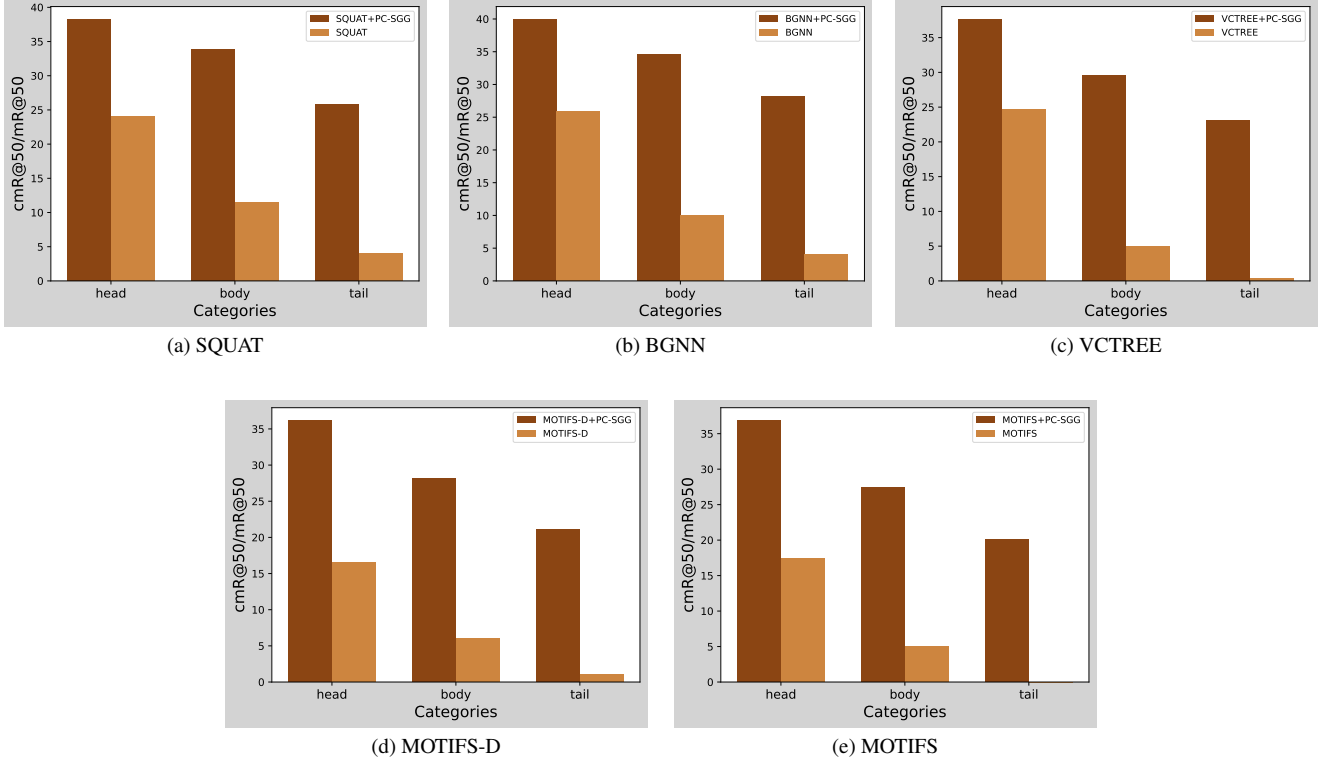 SQUAT+PC-SGG
SQUAT
cmR@50/mR@50
40
35
30
25
20
15
10
5
0
head body tail
Categories
(a) SQUAT
BGNN+PC-SGG
BGNN
cmR@50/mR@50
40
35
30
25
20
15
10
5
0
head body tail
Categories
(b) BGNN
VCTREE+PC-SGG
VCTREE
cmR@50/mR@50
35
30
25
20
15
10
5
0
head body tail
Categories
(c) VCTREE
MOTIFS-D+PC-SGG
MOTIFS-D
cmR@50/mR@50
35
30
25
20
15
10
5
0
head body tail
Categories
(d) MOTIFS-D
MOTIFS+PC-SGG
MOTIFS
cmR@50/mR@50
35
30
25
20
15
10
5
0
head body tail
Categories
(e) MOTIFS